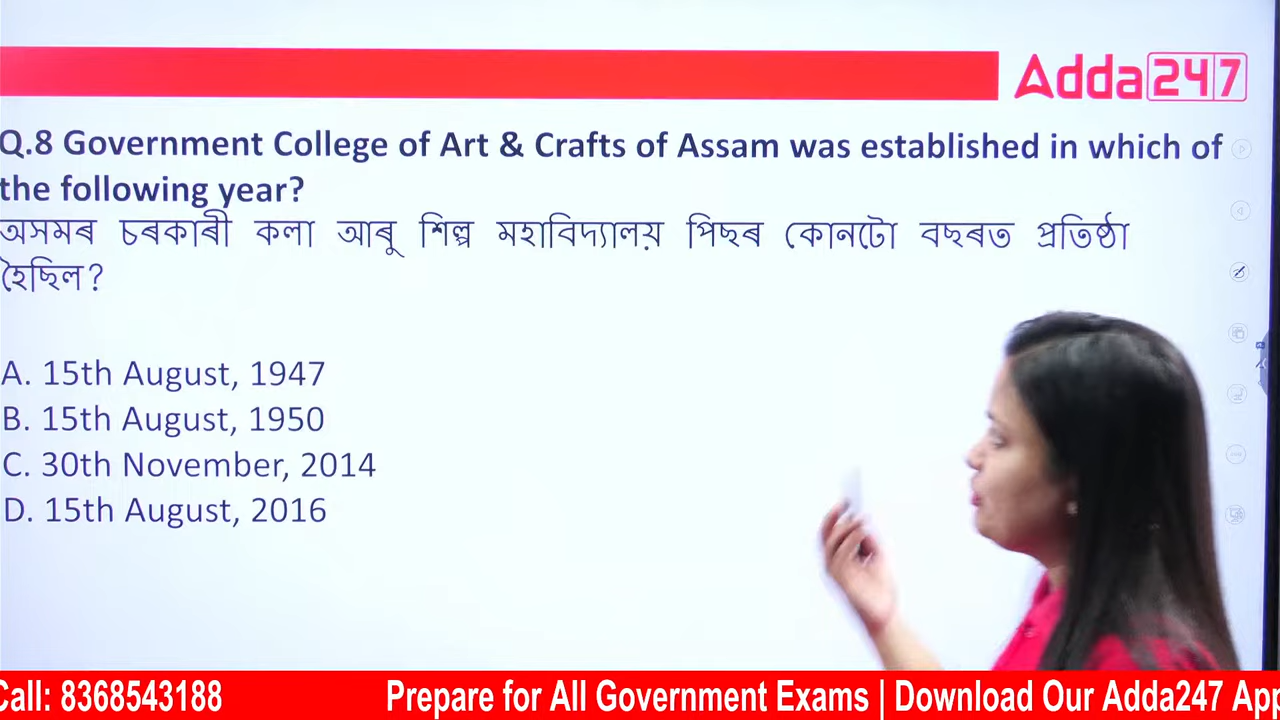 Adda247
Q.8 Government College of Art & Crafts of Assam was established in which of
the following year?
অসমৰ চৰকাৰী কলা আৰু শিল্প মহাবিদ্যালয় পিছৰ কোনটো বছৰত প্ৰতিষ্ঠা
হৈছিল?
A. 15th August, 1947
B. 15th August, 1950
C. 30th November, 2014
D. 15th August, 2016
Call: 8368543188 Prepare for All Government Exams | Download Our Adda247 App